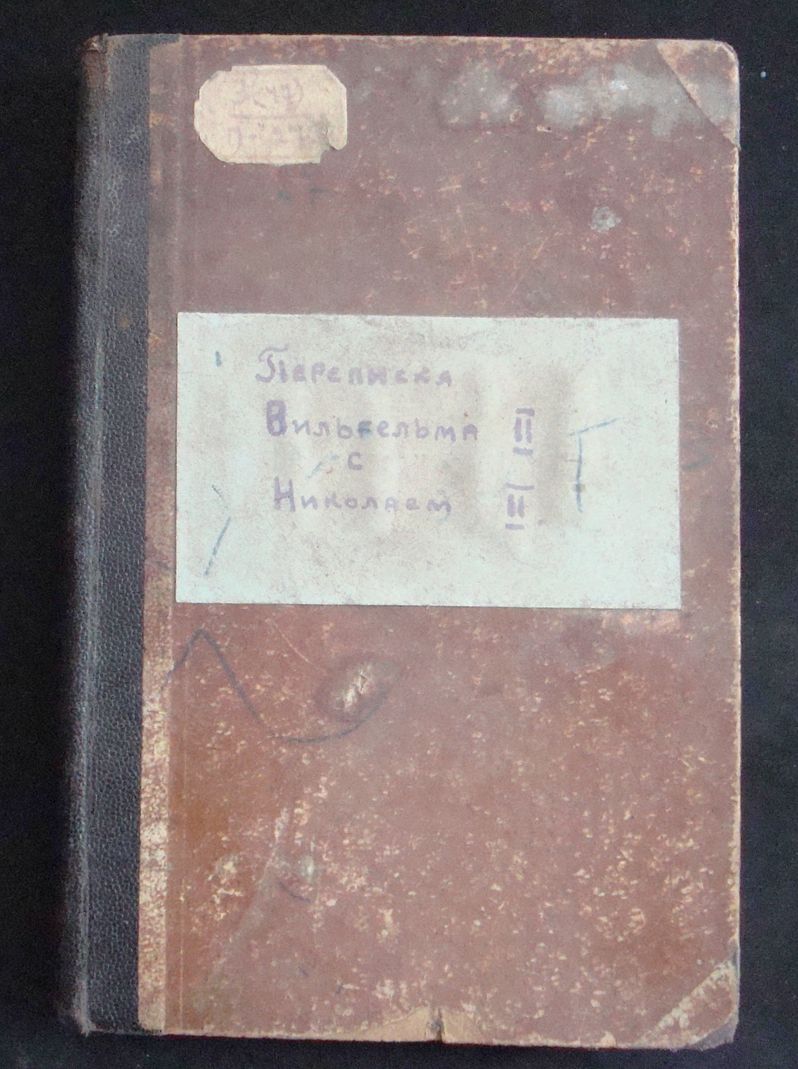 Переписка
Вильгельма II
с
Николаем II